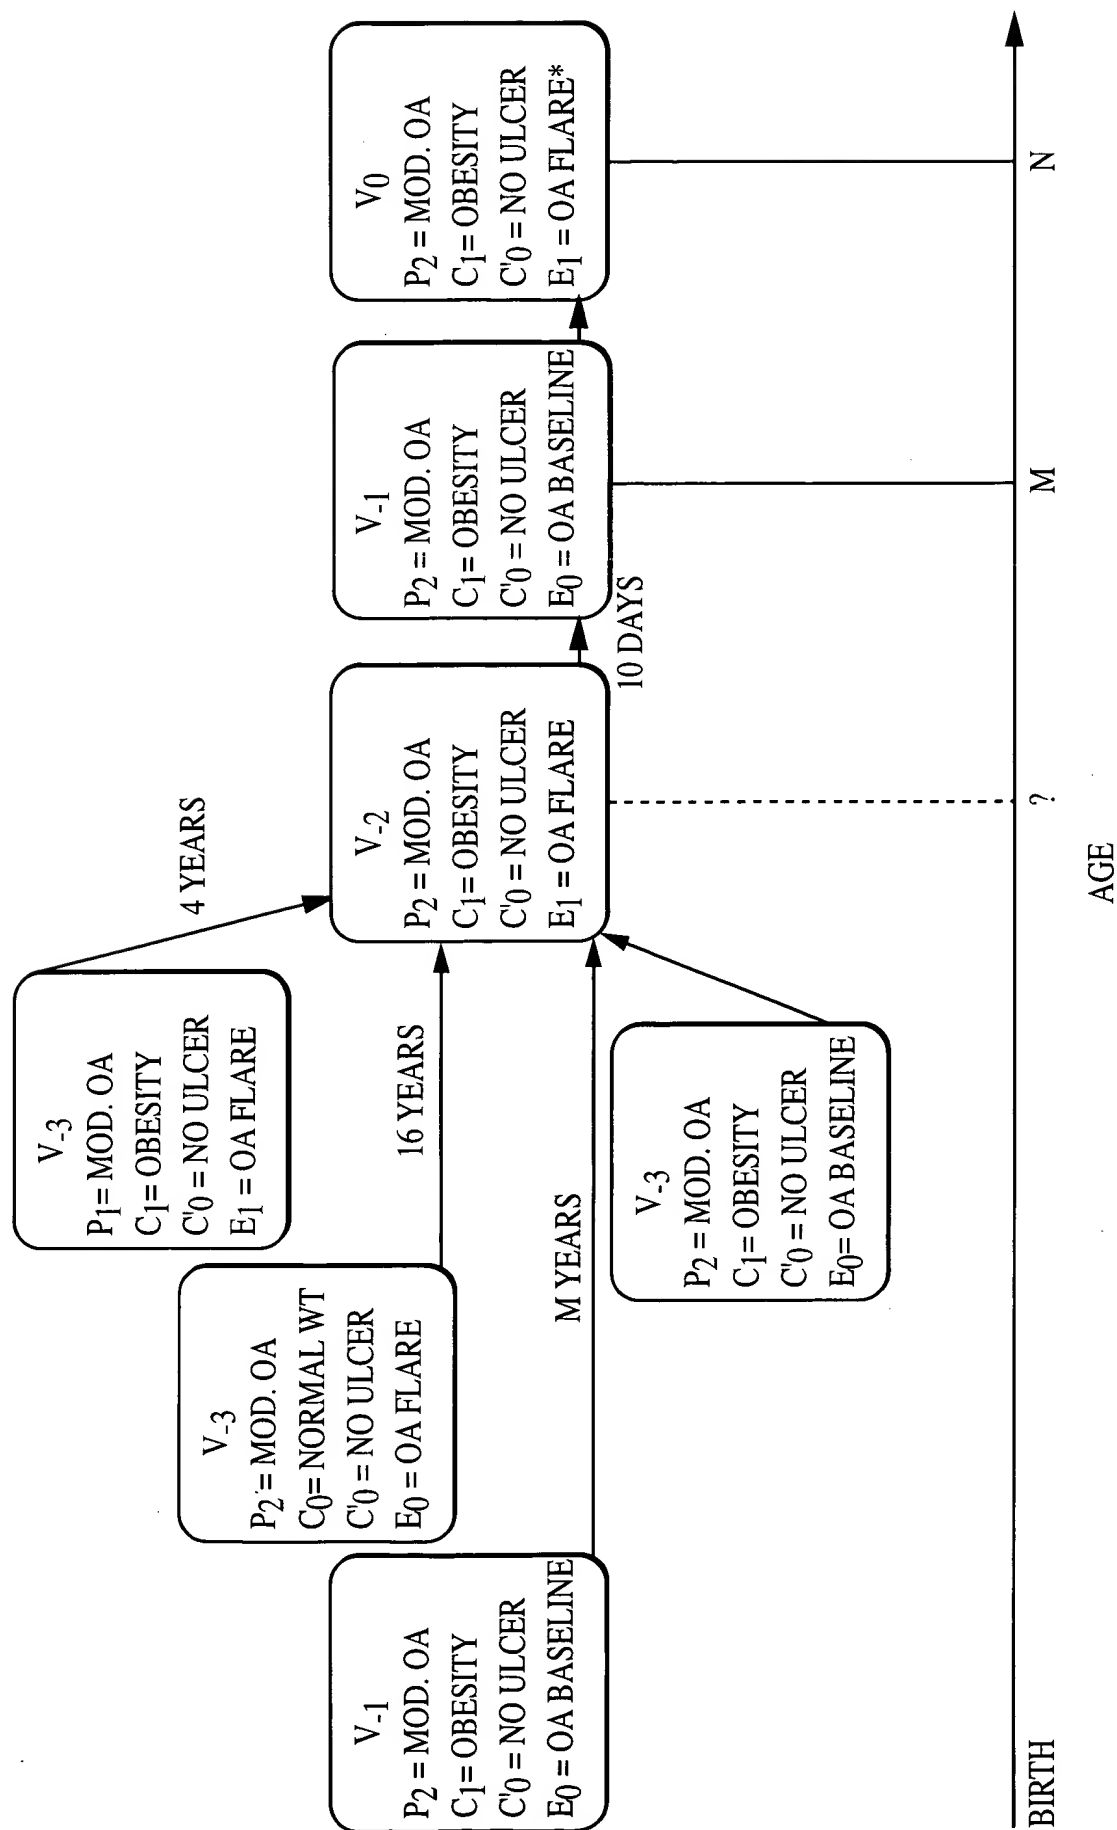 V-3
P1= MOD. OA
C1= OBESITY
C'0 = NO ULCER
E1 = OA FLARE
4 YEARS
V-3
P2 = MOD. OA
C0= NORMAL WT
C'0 = NO ULCER
E0 = OA FLARE
16 YEARS
V-1
P2 = MOD. OA
C1= OBESITY
C'0 = NO ULCER
E0 = OA BASELINE
M YEARS
V-3
P2 = MOD. OA
C1= OBESITY
C'0 = NO ULCER
E0= OA BASELINE
V-2
P2 = MOD. OA
C1= OBESITY
C'0 = NO ULCER
E1 = OA FLARE
10 DAYS
V-1
P2 = MOD. OA
C1= OBESITY
C'0 = NO ULCER
E0 = OA BASELINE
V0
P2 = MOD. OA
C1= OBESITY
C'0 = NO ULCER
E1 = OA FLARE*
BIRTH
?
M
N
AGE